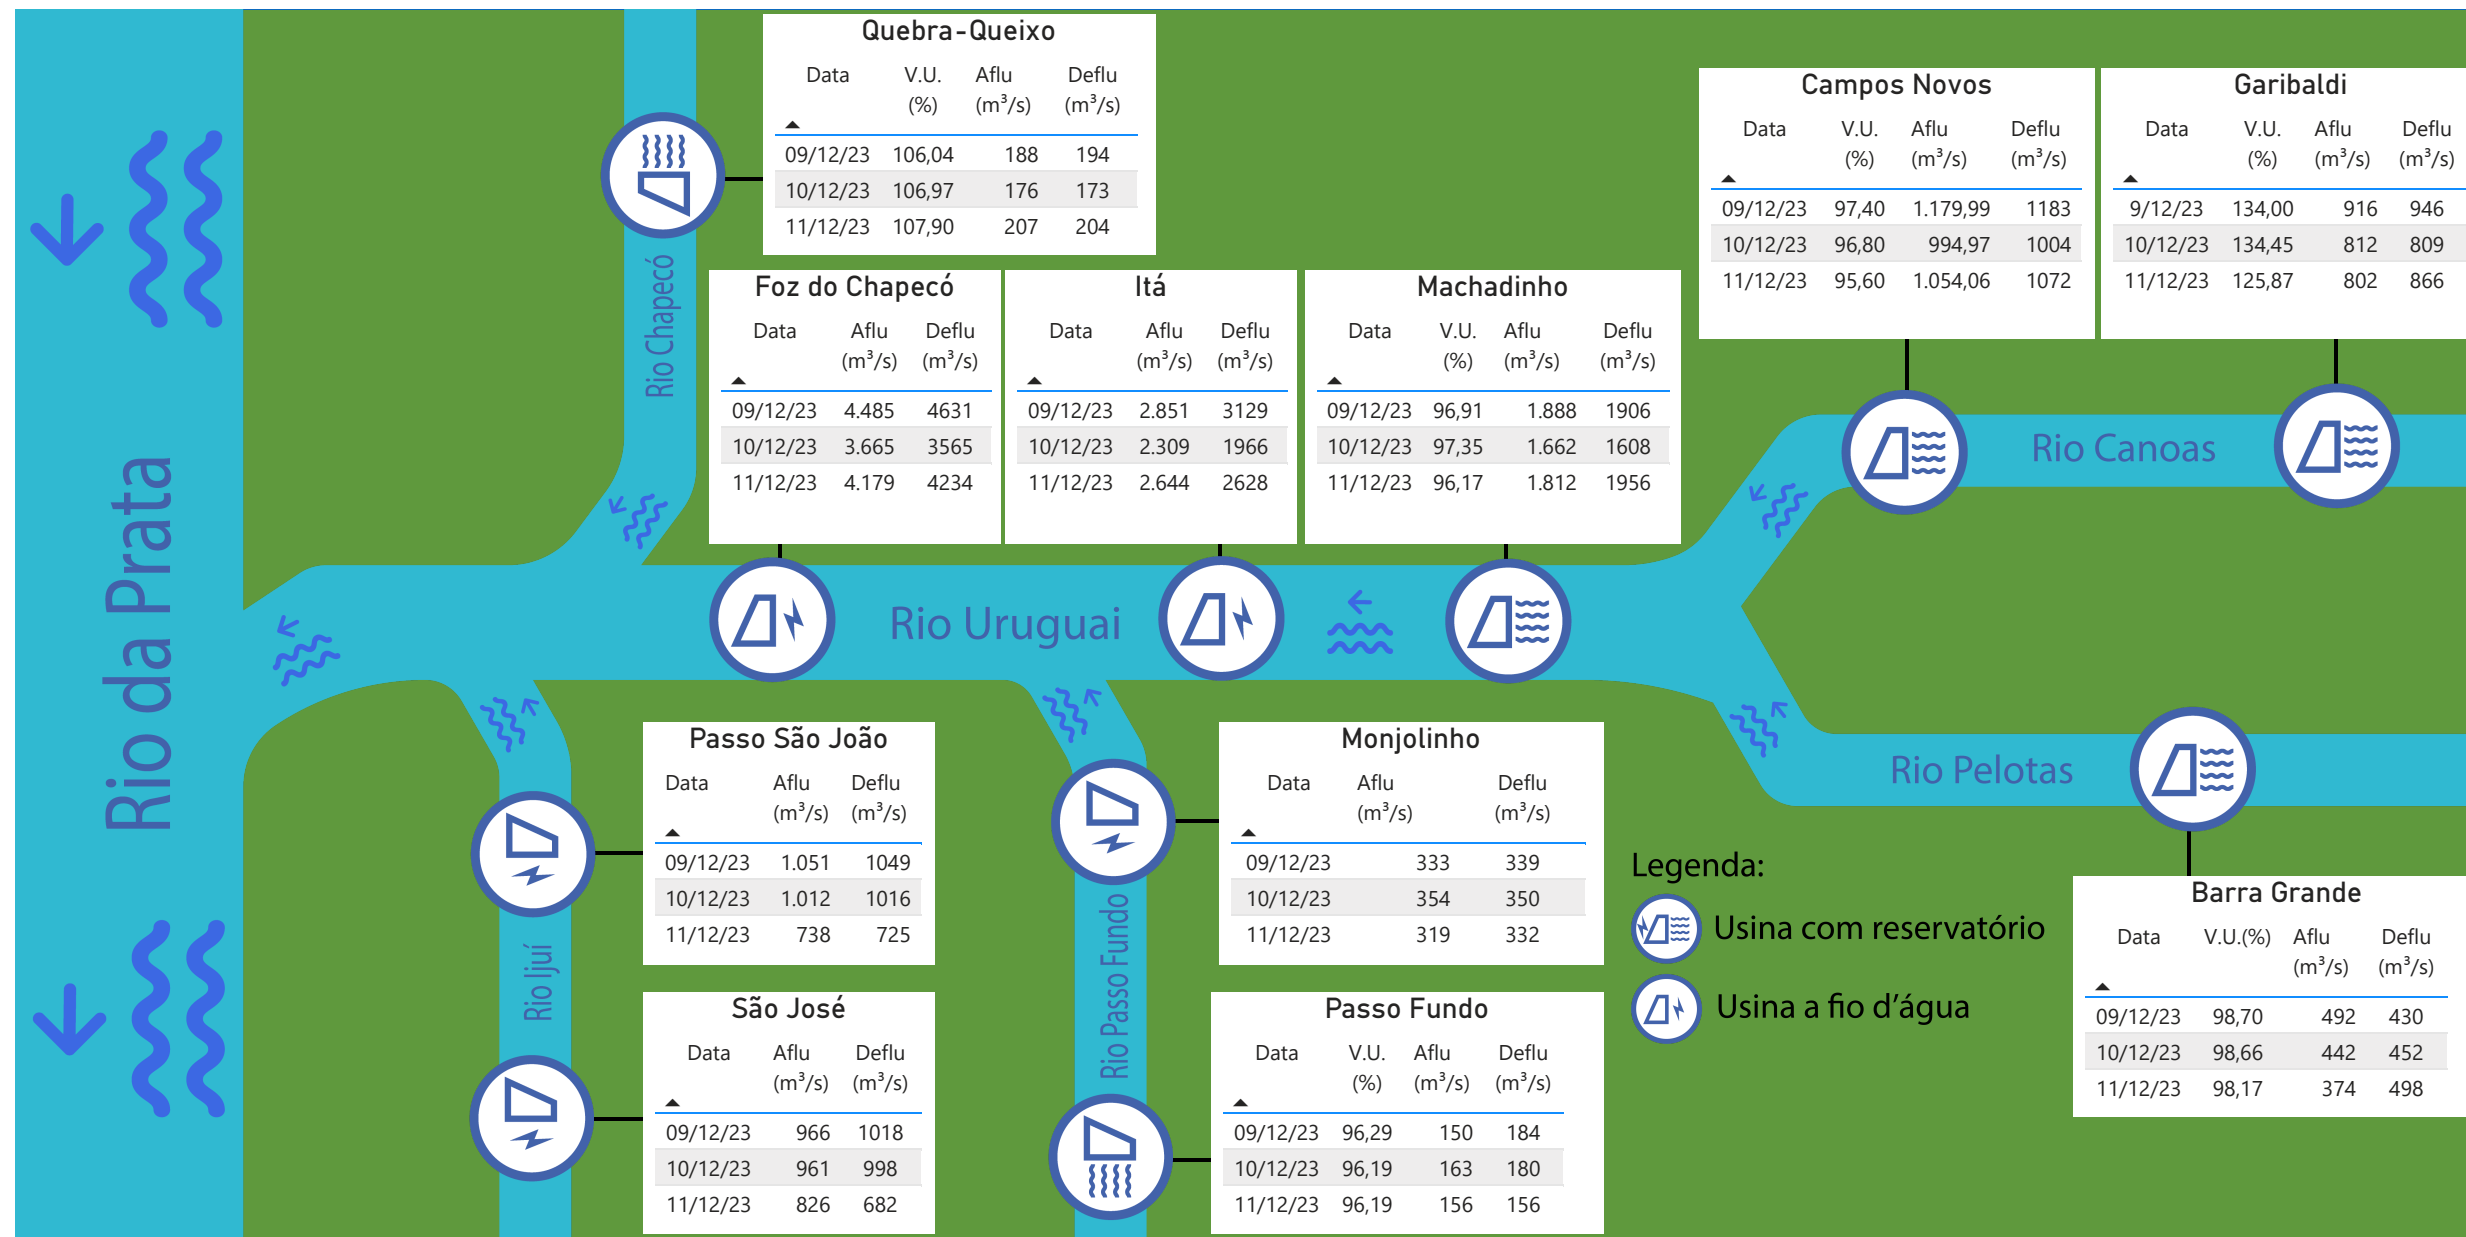 Quebra-Queixo
Data V.U. (%) Aflu (m³/s) Deflu (m³/s)
09/12/23 106,04 188 194
10/12/23 106,97 176 173
11/12/23 107,90 207 204
Campos Novos
Data V.U. (%) Aflu (m³/s) Deflu (m³/s)
09/12/23 97,40 1.179,99 1183
10/12/23 96,80 994,97 1004
11/12/23 95,60 1.054,06 1072
Garibaldi
Data V.U. (%) Aflu (m³/s) Deflu (m³/s)
9/12/23 134,00 916 946
10/12/23 134,45 812 809
11/12/23 125,87 802 866
Rio Chapecó
Foz do Chapecó
Data Aflu (m³/s) Deflu (m³/s)
09/12/23 4.485 4631
10/12/23 3.665 3565
11/12/23 4.179 4234
Itá
Data Aflu (m³/s) Deflu (m³/s)
09/12/23 2.851 3129
10/12/23 2.309 1966
11/12/23 2.644 2628
Machadinho
Data V.U. (%) Aflu (m³/s) Deflu (m³/s)
09/12/23 96,91 1.888 1906
10/12/23 97,35 1.662 1608
11/12/23 96,17 1.812 1956
Rio Canoas
Rio da Prata
Rio Uruguai
Rio Pelotas
Passo São João
Data Aflu (m³/s) Deflu (m³/s)
09/12/23 1.051 1049
10/12/23 1.012 1016
11/12/23 738 725
Monjolinho
Data Aflu (m³/s) Deflu (m³/s)
09/12/23 333 339
10/12/23 354 350
11/12/23 319 332
Legenda:
Usina com reservatório
Usina a fio d'água
Barra Grande
Data V.U.(%) Aflu (m³/s) Deflu (m³/s)
09/12/23 98,70 492 430
10/12/23 98,66 442 452
11/12/23 98,17 374 498
Rio Ijuí
São José
Data Aflu (m³/s) Deflu (m³/s)
09/12/23 966 1018
10/12/23 961 998
11/12/23 826 682
Rio Passo Fundo
Passo Fundo
Data V.U. (%) Aflu (m³/s) Deflu (m³/s)
09/12/23 96,29 150 184
10/12/23 96,19 163 180
11/12/23 96,19 156 156